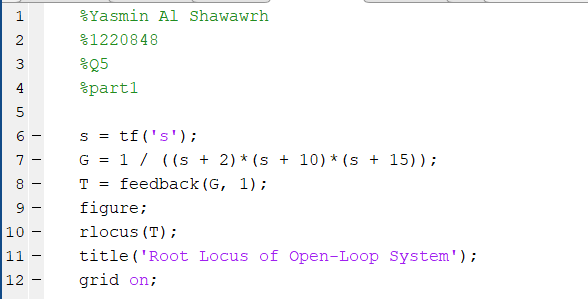 1 %Yasmin Al Shawawrh
2 %1220848
3 %Q5
4 %part1
5
6 – s = tf('s');
7 – G = 1 / ((s + 2)*(s + 10)*(s + 15));
8 – T = feedback(G, 1);
9 – figure;
10 – rlocus(T);
11 – title('Root Locus of Open-Loop System');
12 – grid on;